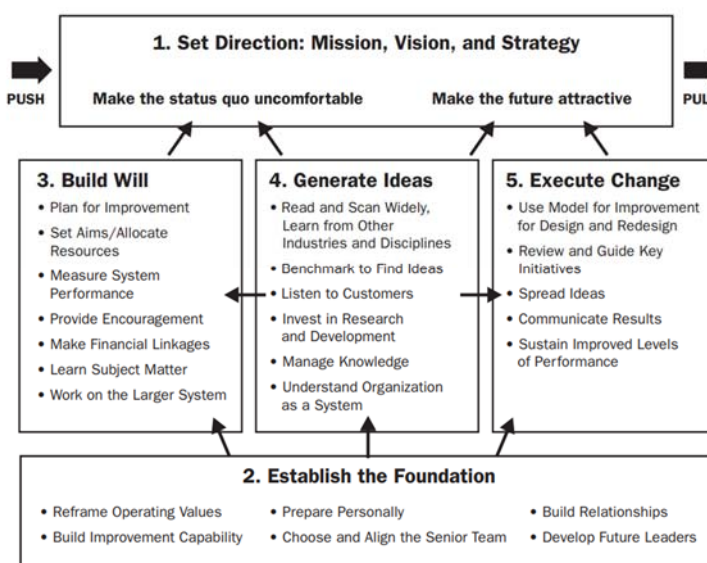 1. Set Direction: Mission, Vision, and Strategy
PUSH
Make the status quo uncomfortable
Make the future attractive
PUL
3. Build Will
• Plan for Improvement
• Set Aims/Allocate
Resources
• Measure System
Performance
• Provide Encouragement
• Make Financial Linkages
• Learn Subject Matter
• Work on the Larger System
4. Generate Ideas
• Read and Scan Widely,
Learn from Other
Industries and Disciplines
• Benchmark to Find Ideas
• Listen to Customers
• Invest in Research
and Development
• Manage Knowledge
• Understand Organization
as a System
5. Execute Change
• Use Model for Improvement
for Design and Redesign
• Review and Guide Key
Initiatives
• Spread Ideas
• Communicate Results
• Sustain Improved Levels
of Performance
2. Establish the Foundation
• Reframe Operating Values
• Build Improvement Capability
• Prepare Personally
• Choose and Align the Senior Team
• Build Relationships
• Develop Future Leaders